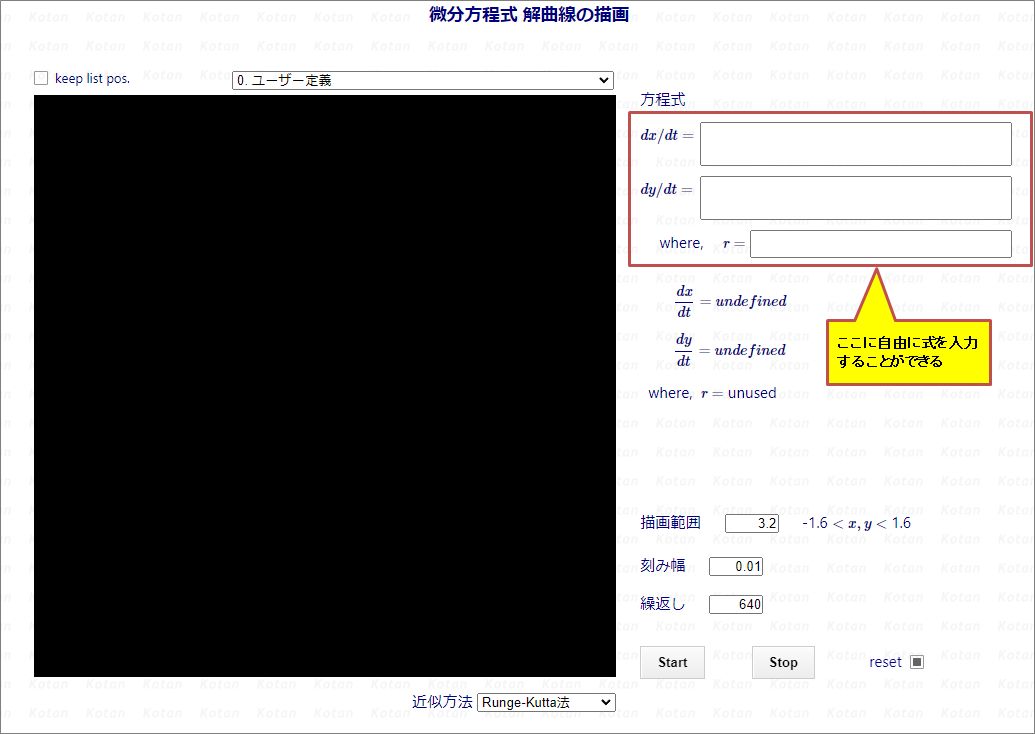 微分方程式 解曲線の描画
keep list pos.
0. ユーザー定義
方程式
dx/dt =
dy/dt =
where, r =
dx/dt = undefined
dy/dt = undefined
where, r = unused
ここに自由に式を入力
することができる
描画範囲 3.2 -1.6 < x, y < 1.6
刻み幅 0.01
繰返し 640
Start Stop reset
近似方法 Runge-Kutta法
Kotan